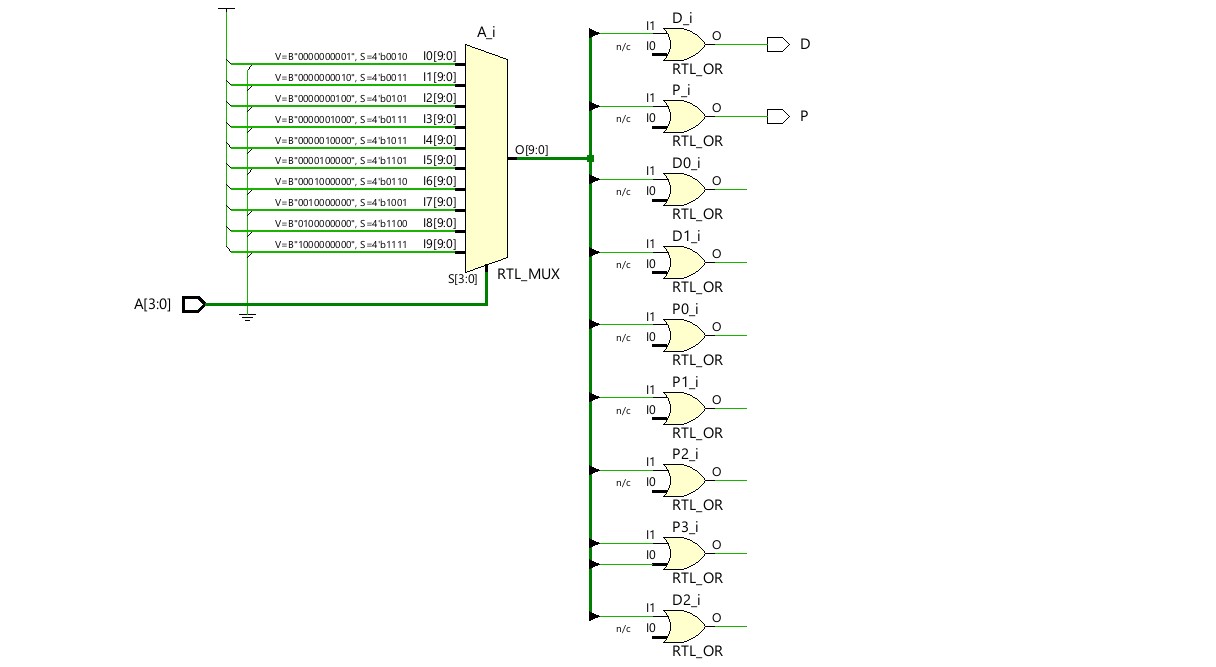 A_i
V=B"0000000001", S=4'b0010 I0[9:0]
V=B"0000000010", S=4'b0011 I1[9:0]
V=B"0000000100", S=4'b0101 I2[9:0]
V=B"0000001000", S=4'b0111 I3[9:0]
V=B"0000010000", S=4'b1011 I4[9:0]
V=B"0000100000", S=4'b1101 I5[9:0]
V=B"0001000000", S=4'b0110 I6[9:0]
V=B"0010000000", S=4'b1001 I7[9:0]
V=B"0100000000", S=4'b1100 I8[9:0]
V=B"1000000000", S=4'b1111 I9[9:0]
O[9:0]
S[3:0] RTL_MUX
A[3:0]
D_i
I1
O
n/c I0
D
RTL_OR
P_i
I1
O
n/c I0
P
RTL_OR
D0_i
I1
O
n/c I0
RTL_OR
D1_i
I1
O
n/c I0
RTL_OR
P0_i
I1
O
n/c I0
RTL_OR
P1_i
I1
O
n/c I0
RTL_OR
P2_i
I1
O
n/c I0
RTL_OR
P3_i
I1
O
I0
RTL_OR
D2_i
I1
O
n/c I0
RTL_OR